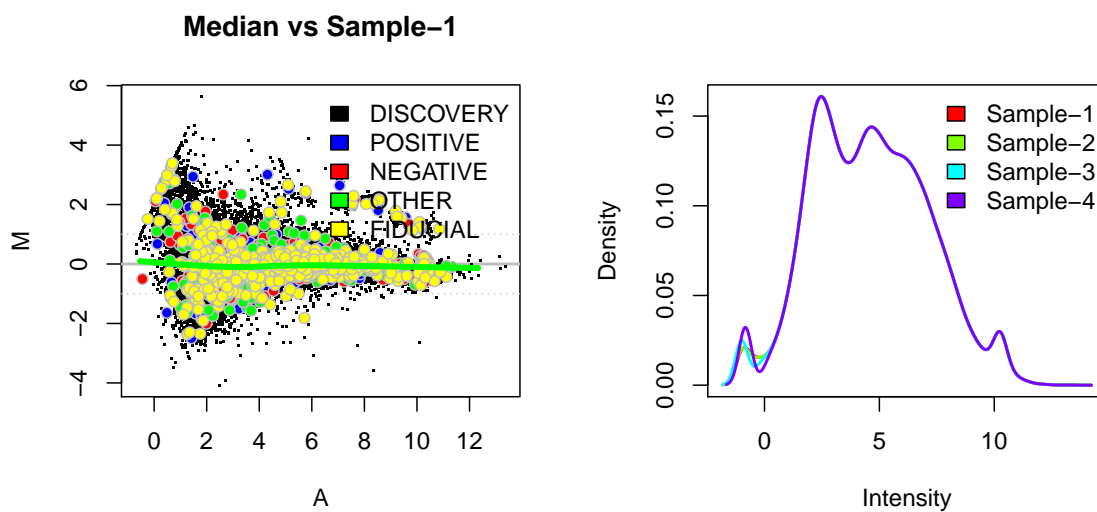 Median vs Sample−1
M
6
4
2
0
−2
−4
DISCOVERY
POSITIVE
NEGATIVE
OTHER
FIDUCIAL
0 2 4 6 8 10 12
A
Density
0.15
0.10
0.05
0.00
Sample−1
Sample−2
Sample−3
Sample−4
0 5 10
Intensity